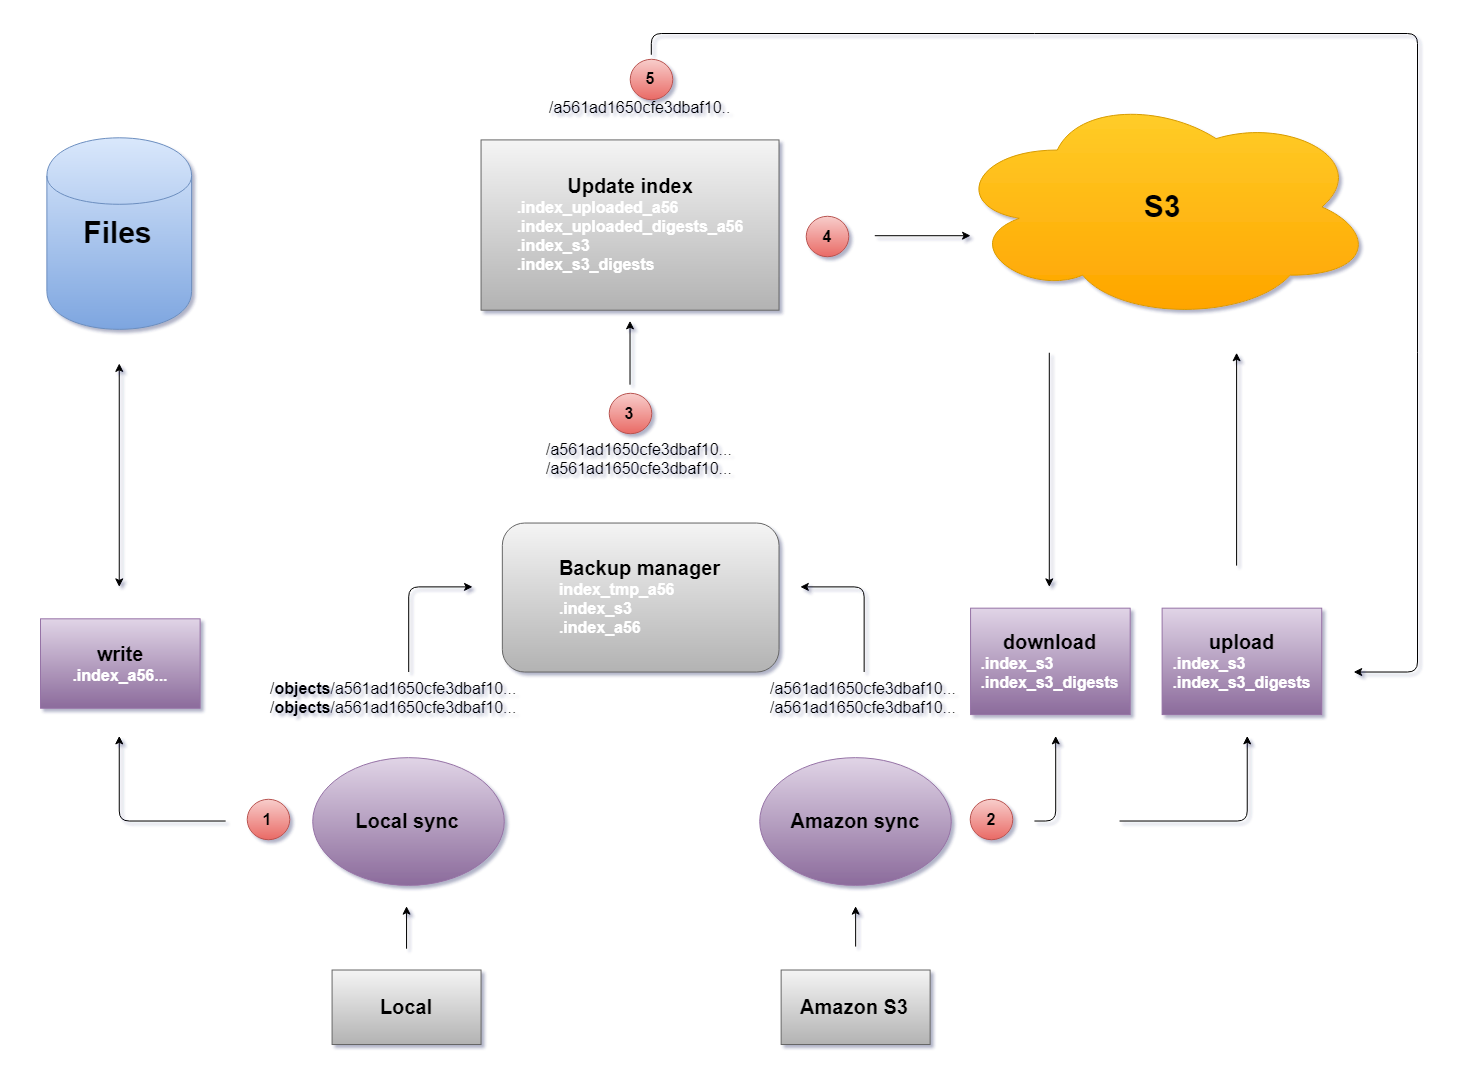 5
/a561ad1650cfe3dbaf10..
Files
Update index
.index_uploaded_a56
.index_uploaded_digests_a56
.index_s3
.index_s3_digests
4
S3
3
/a561ad1650cfe3dbaf10...
/a561ad1650cfe3dbaf10...
Backup manager
index_tmp_a56
.index_s3
.index_a56
write
.index_a56...
download
.index_s3
.index_s3_digests
upload
.index_s3
.index_s3_digests
/objects/a561ad1650cfe3dbaf10...
/objects/a561ad1650cfe3dbaf10...
/a561ad1650cfe3dbaf10...
/a561ad1650cfe3dbaf10...
1
Local sync
Amazon sync
2
Local
Amazon S3